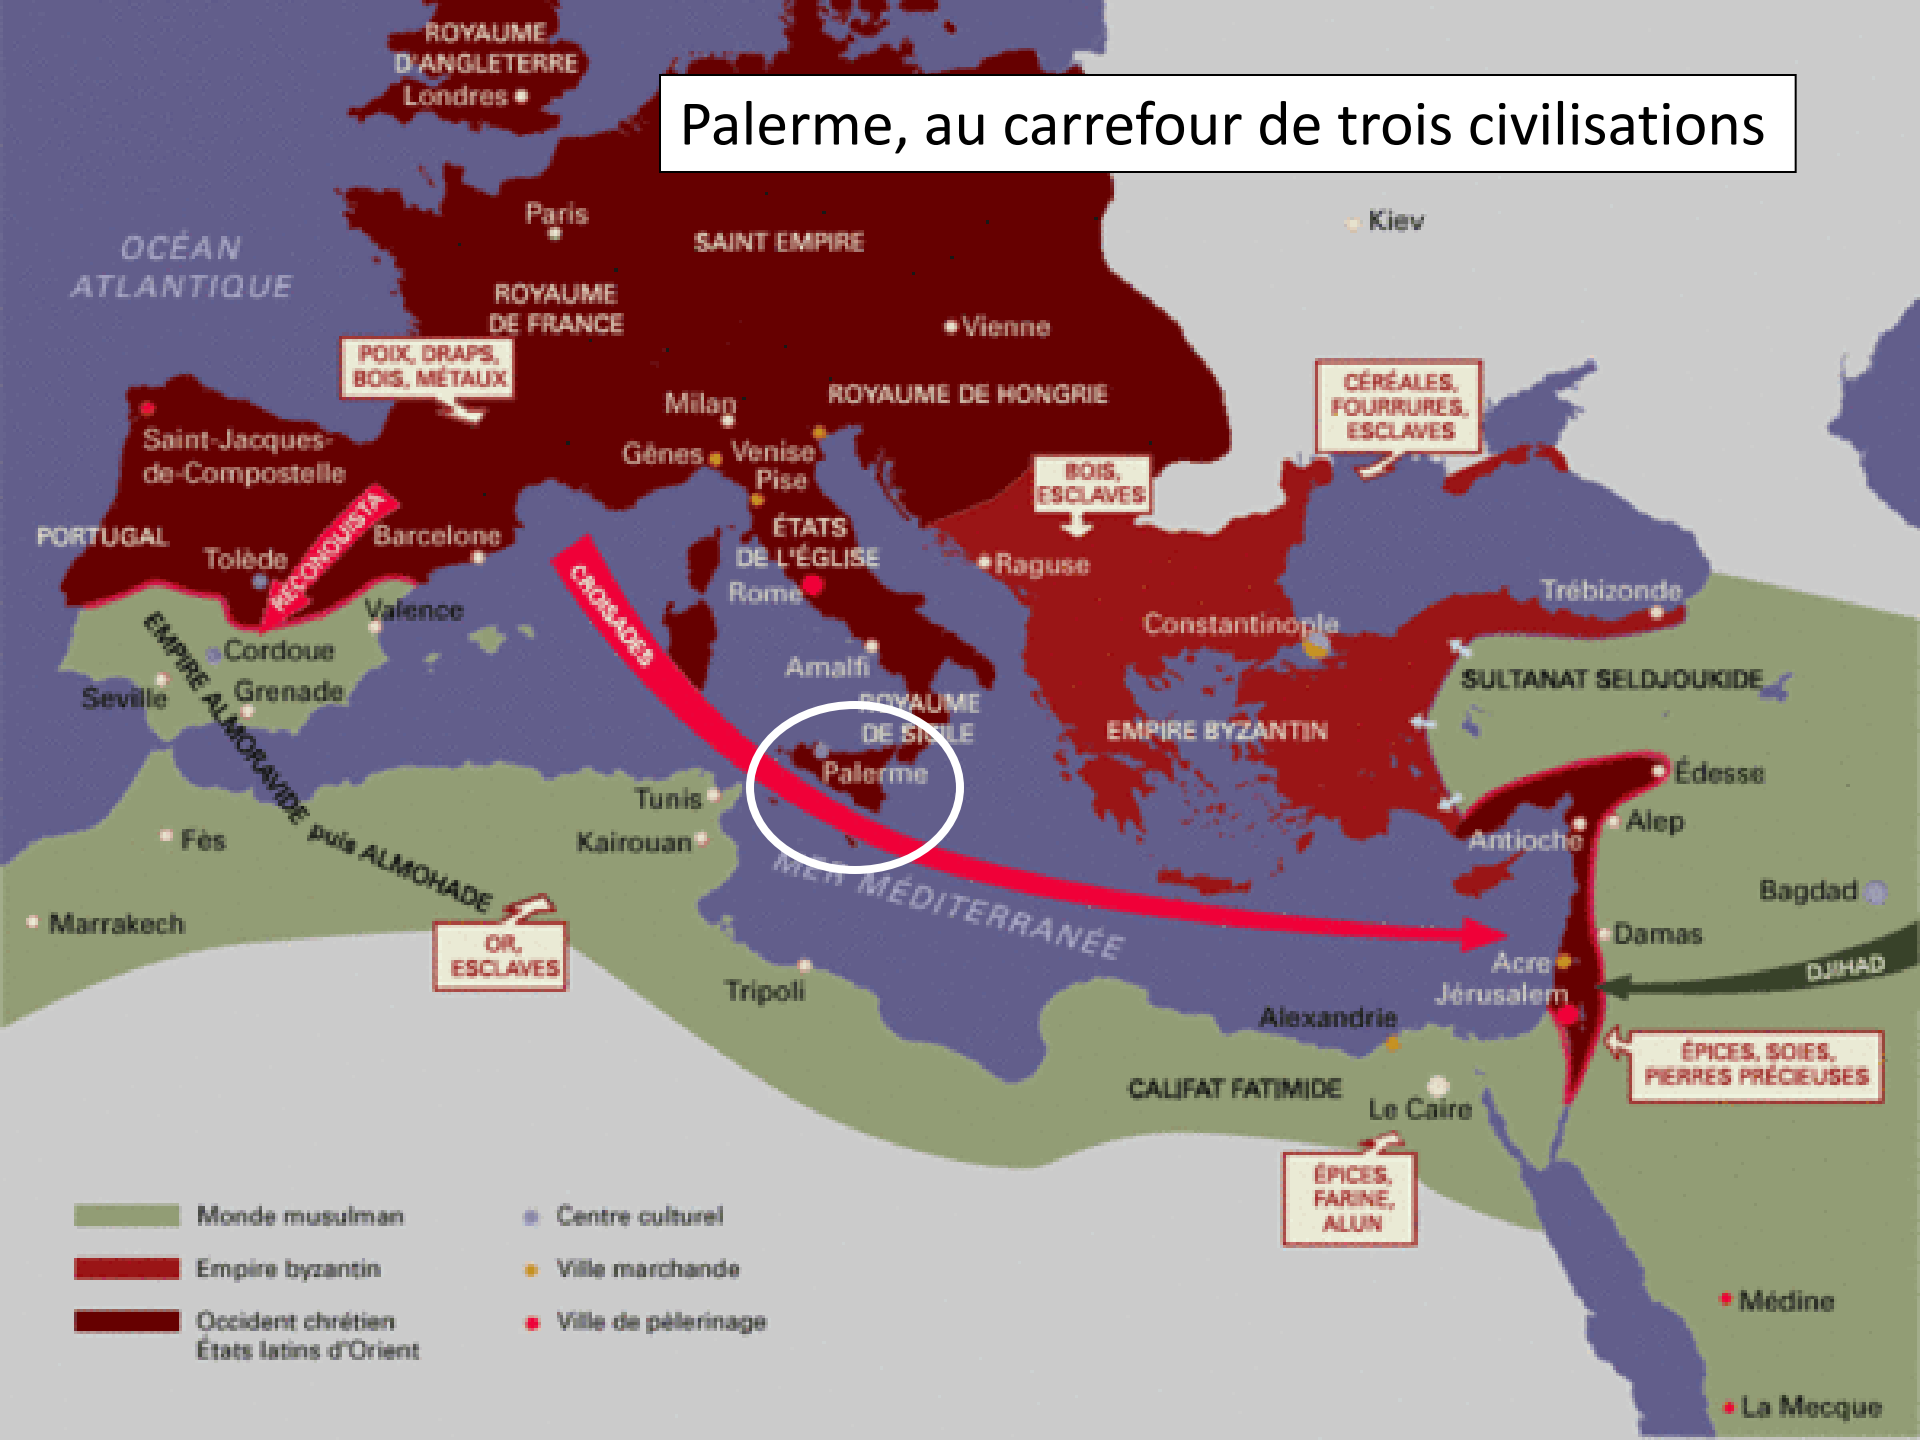 ROYAUME
D'ANGLETERRE
Londres
Palerme, au carrefour de trois civilisations
Paris
Kiev
OCÉAN
ATLANTIQUE
SAINT EMPIRE
ROYAUME
DE FRANCE
Vienne
POIX, DRAPS,
BOIS, MÉTAUX
CÉRÉALES,
FOURRURES,
ESCLAVES
ROYAUME DE HONGRIE
Milan
Saint-Jacques-
de-Compostelle
Gênes
Venise
Pise
BOIS,
ESCLAVES
RECONQUISTA
PORTUGAL
Barcelone
ÉTATS
DE L'ÉGLISE
Tolède
Raguse
CROISADES
Rome
Trébizonde
Valence
Constantinople
EMPIRE ALMORAVIDE puis ALMOHADE
Cordoue
Amalfi
SULTANAT SELDJOUKIDE
Seville
Grenade
ROYAUME
DE SICILE
EMPIRE BYZANTIN
Palerme
Édesse
Tunis
Alep
Fès
Kairouan
Antioche
MER MÉDITERRANÉE
Bagdad
Marrakech
Damas
OR,
ESCLAVES
Acre
DJIHAD
Tripoli
Jérusalem
Alexandrie
ÉPICES, SOIES,
PIERRES PRÉCIEUSES
CALIFAT FATIMIDE
Le Caire
ÉPICES,
FARINE,
ALUN
Monde musulman
Centre culturel
Empire byzantin
Ville marchande
Médine
Occident chrétien
États latins d'Orient
Ville de pèlerinage
La Mecque